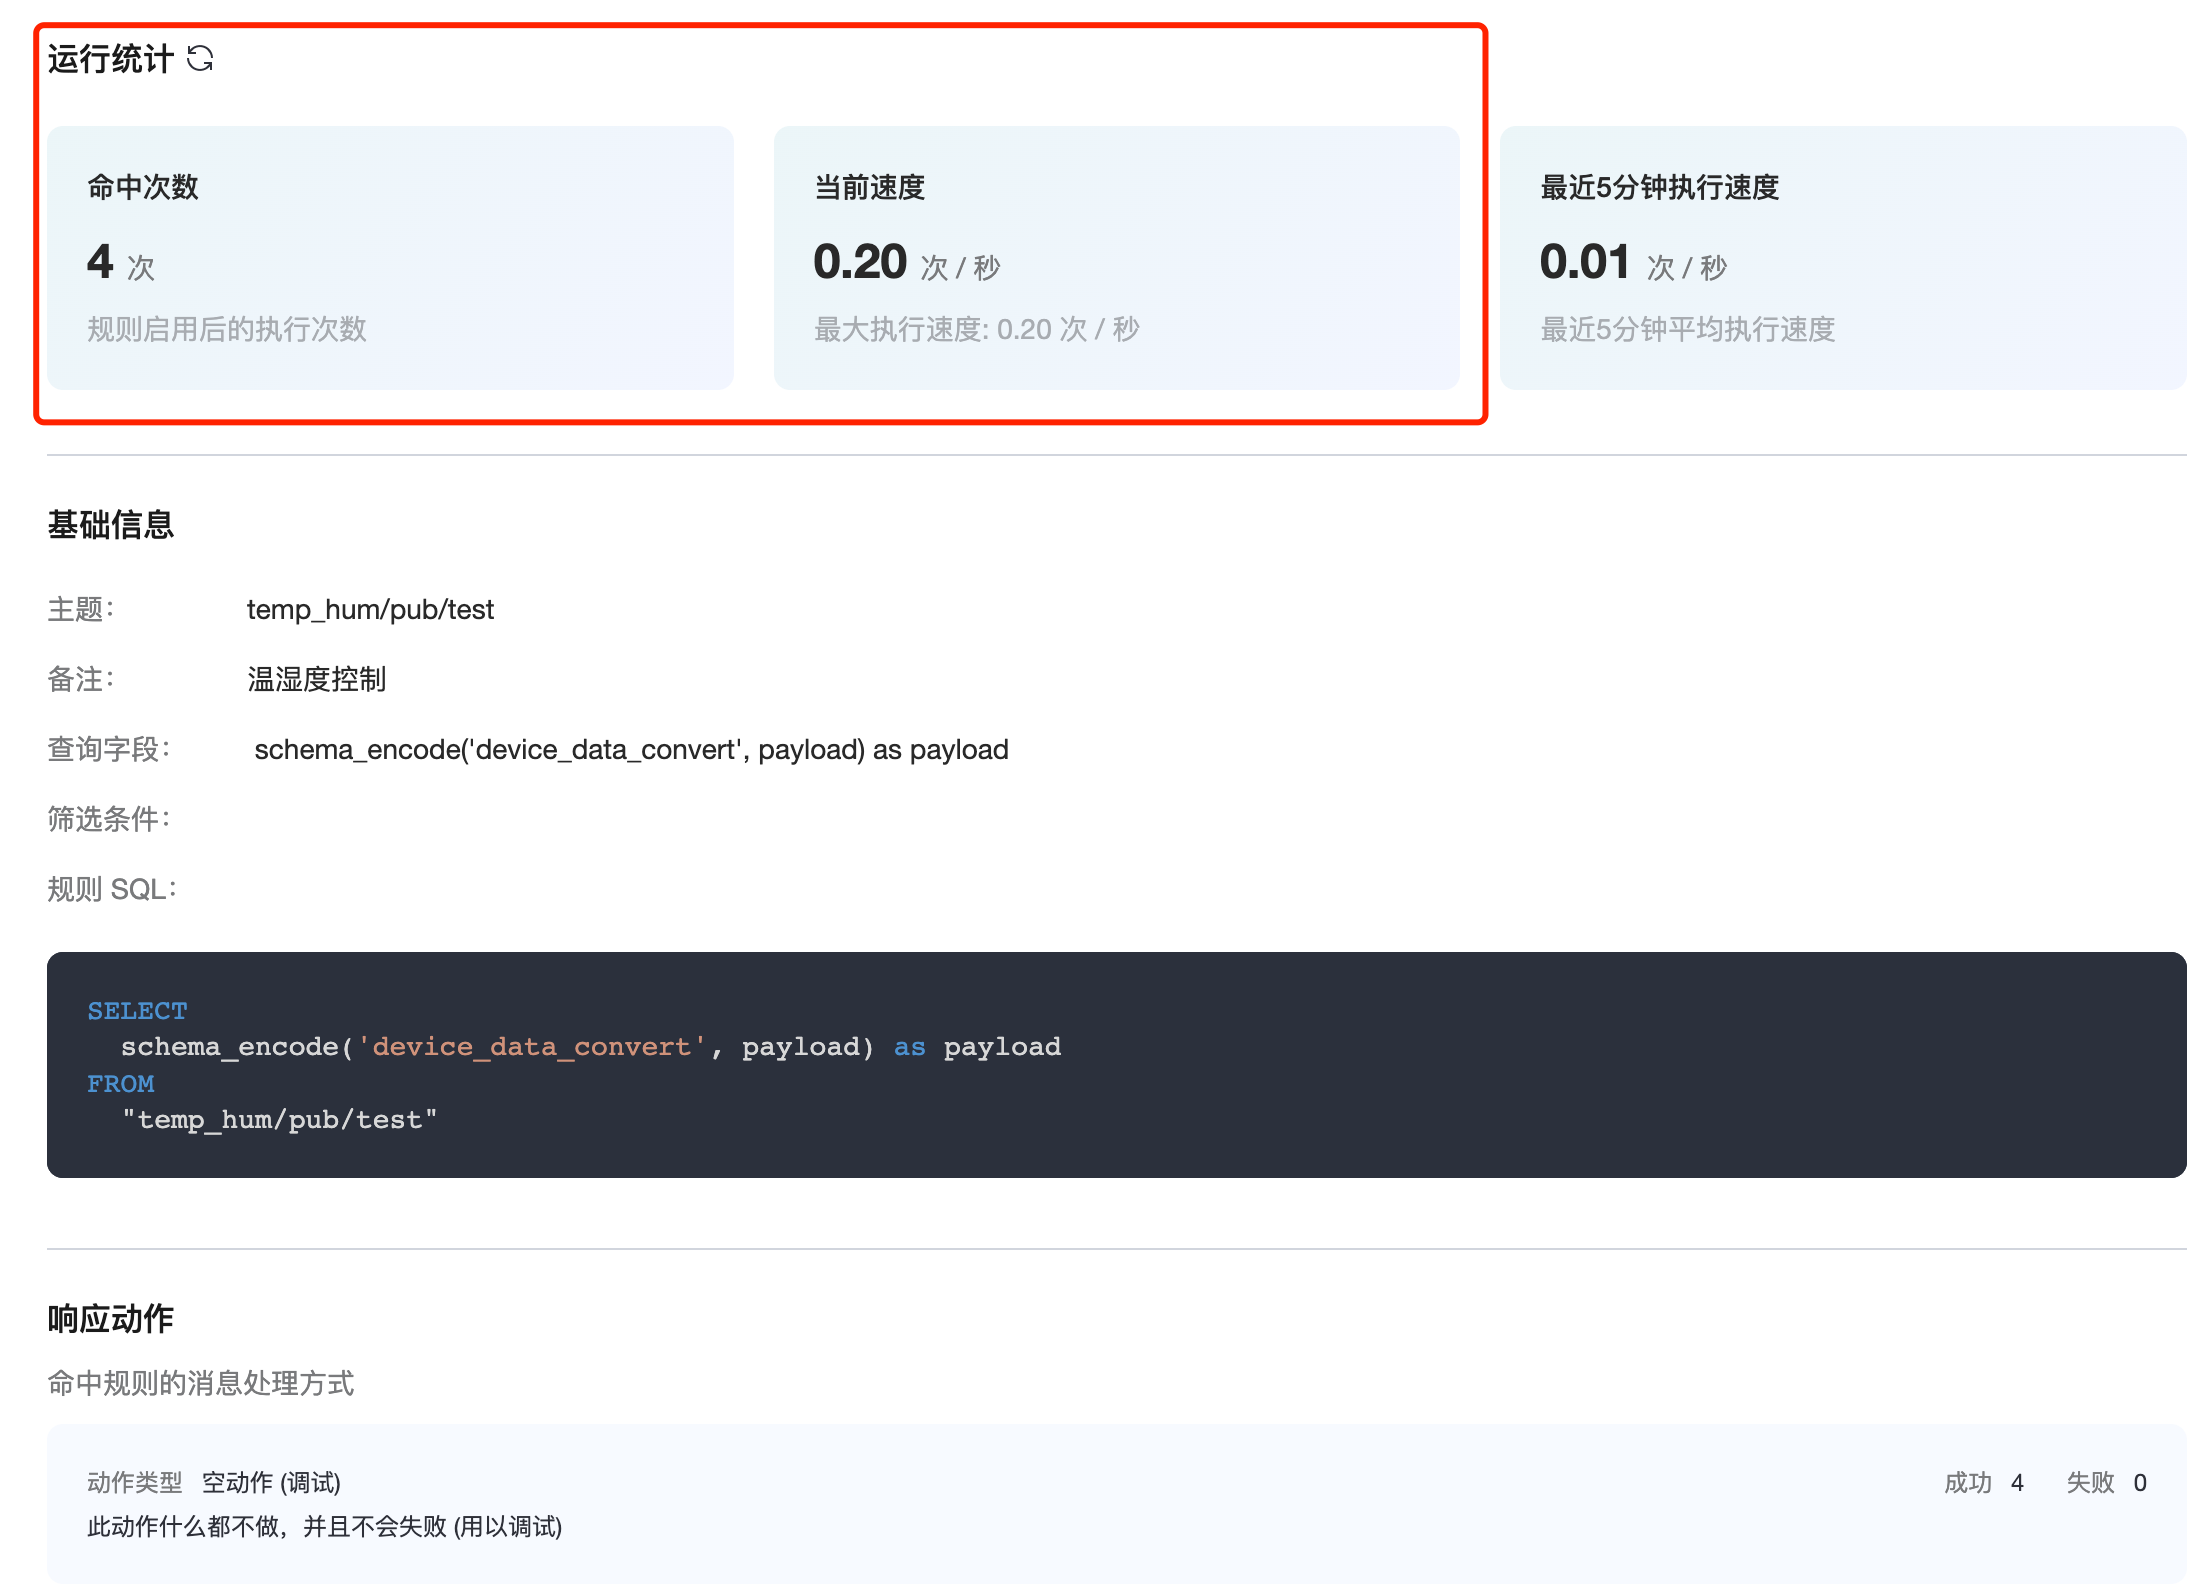 运行统计
命中次数
4 次
规则启用后的执行次数
当前速度
0.20 次 / 秒
最大执行速度: 0.20 次 / 秒
最近5分钟执行速度
0.01 次 / 秒
最近5分钟平均执行速度
基础信息
主题： temp_hum/pub/test
备注： 温湿度控制
查询字段： schema_encode('device_data_convert', payload) as payload
筛选条件：
规则 SQL：
SELECT
schema_encode('device_data_convert', payload) as payload
FROM
"temp_hum/pub/test"
响应动作
命中规则的消息处理方式
动作类型 空动作 (调试) 成功 4 失败 0
此动作什么都不做，并且不会失败 (用以调试)